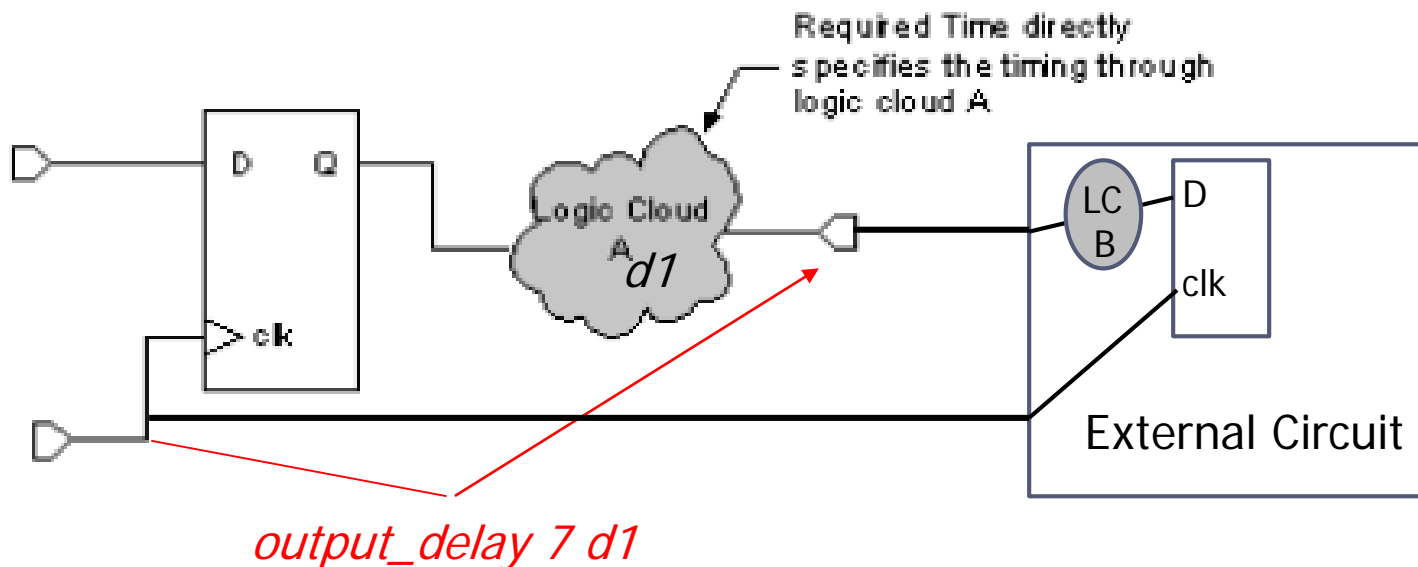 Required Time directly
specifies the timing through
logic cloud A
D Q
Logic Cloud
A
d1
clk
LC
B
D
clk
External Circuit
output_delay 7 d1